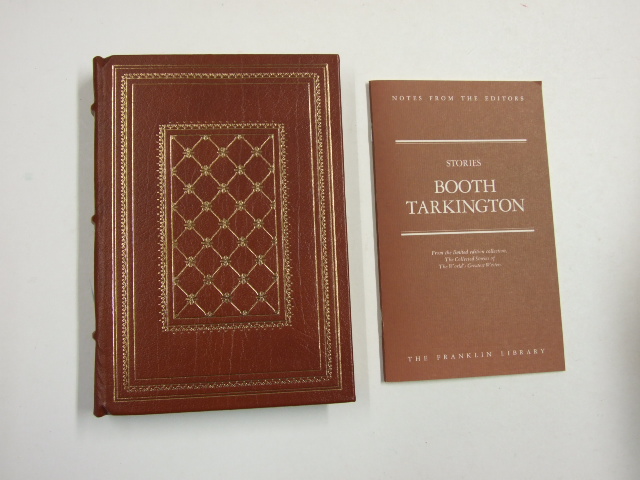 NOTES FROM THE EDITORS
STORIES
BOOTH
TARKINGTON
From the limited edition collection,
The Collected Stories of
The World's Greatest Writers
THE FRANKLIN LIBRARY